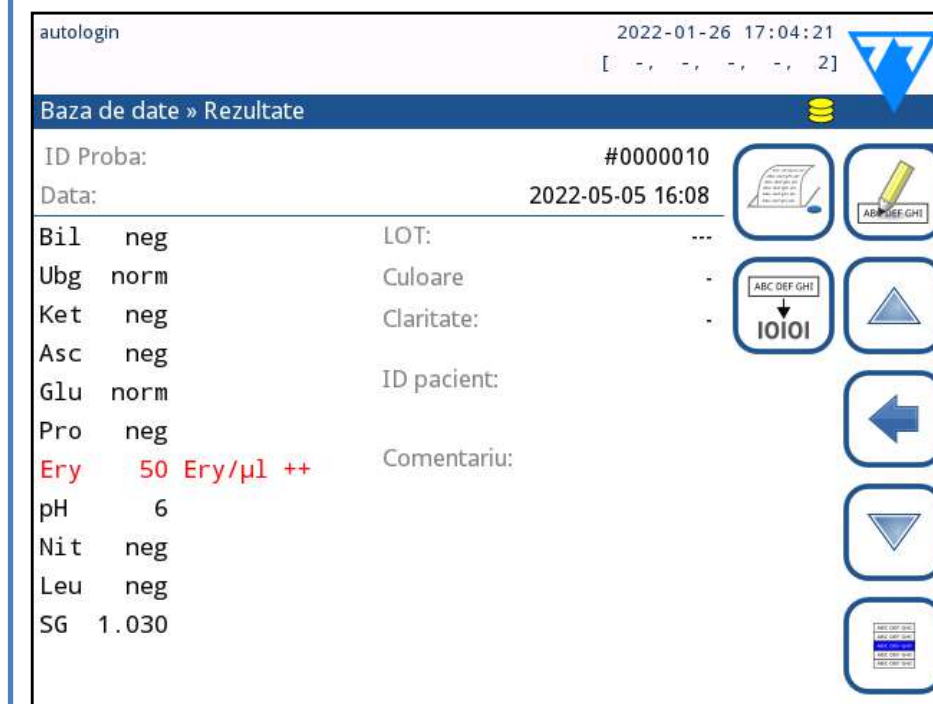 autologin
2022-01-26 17:04:21
[ -, -, -, -, 2]
Baza de date » Rezultate
ID Proba: #0000010
Data: 2022-05-05 16:08
Bil neg
Ubg norm
Ket neg
Asc neg
Glu norm
Pro neg
Ery 50 Ery/µl ++
pH 6
Nit neg
Leu neg
SG 1.030
LOT: ---
Culoare -
Claritate: -
ID pacient:
Comentariu:
ABC DEF GHI
ABC DEF GHI
IOIOI